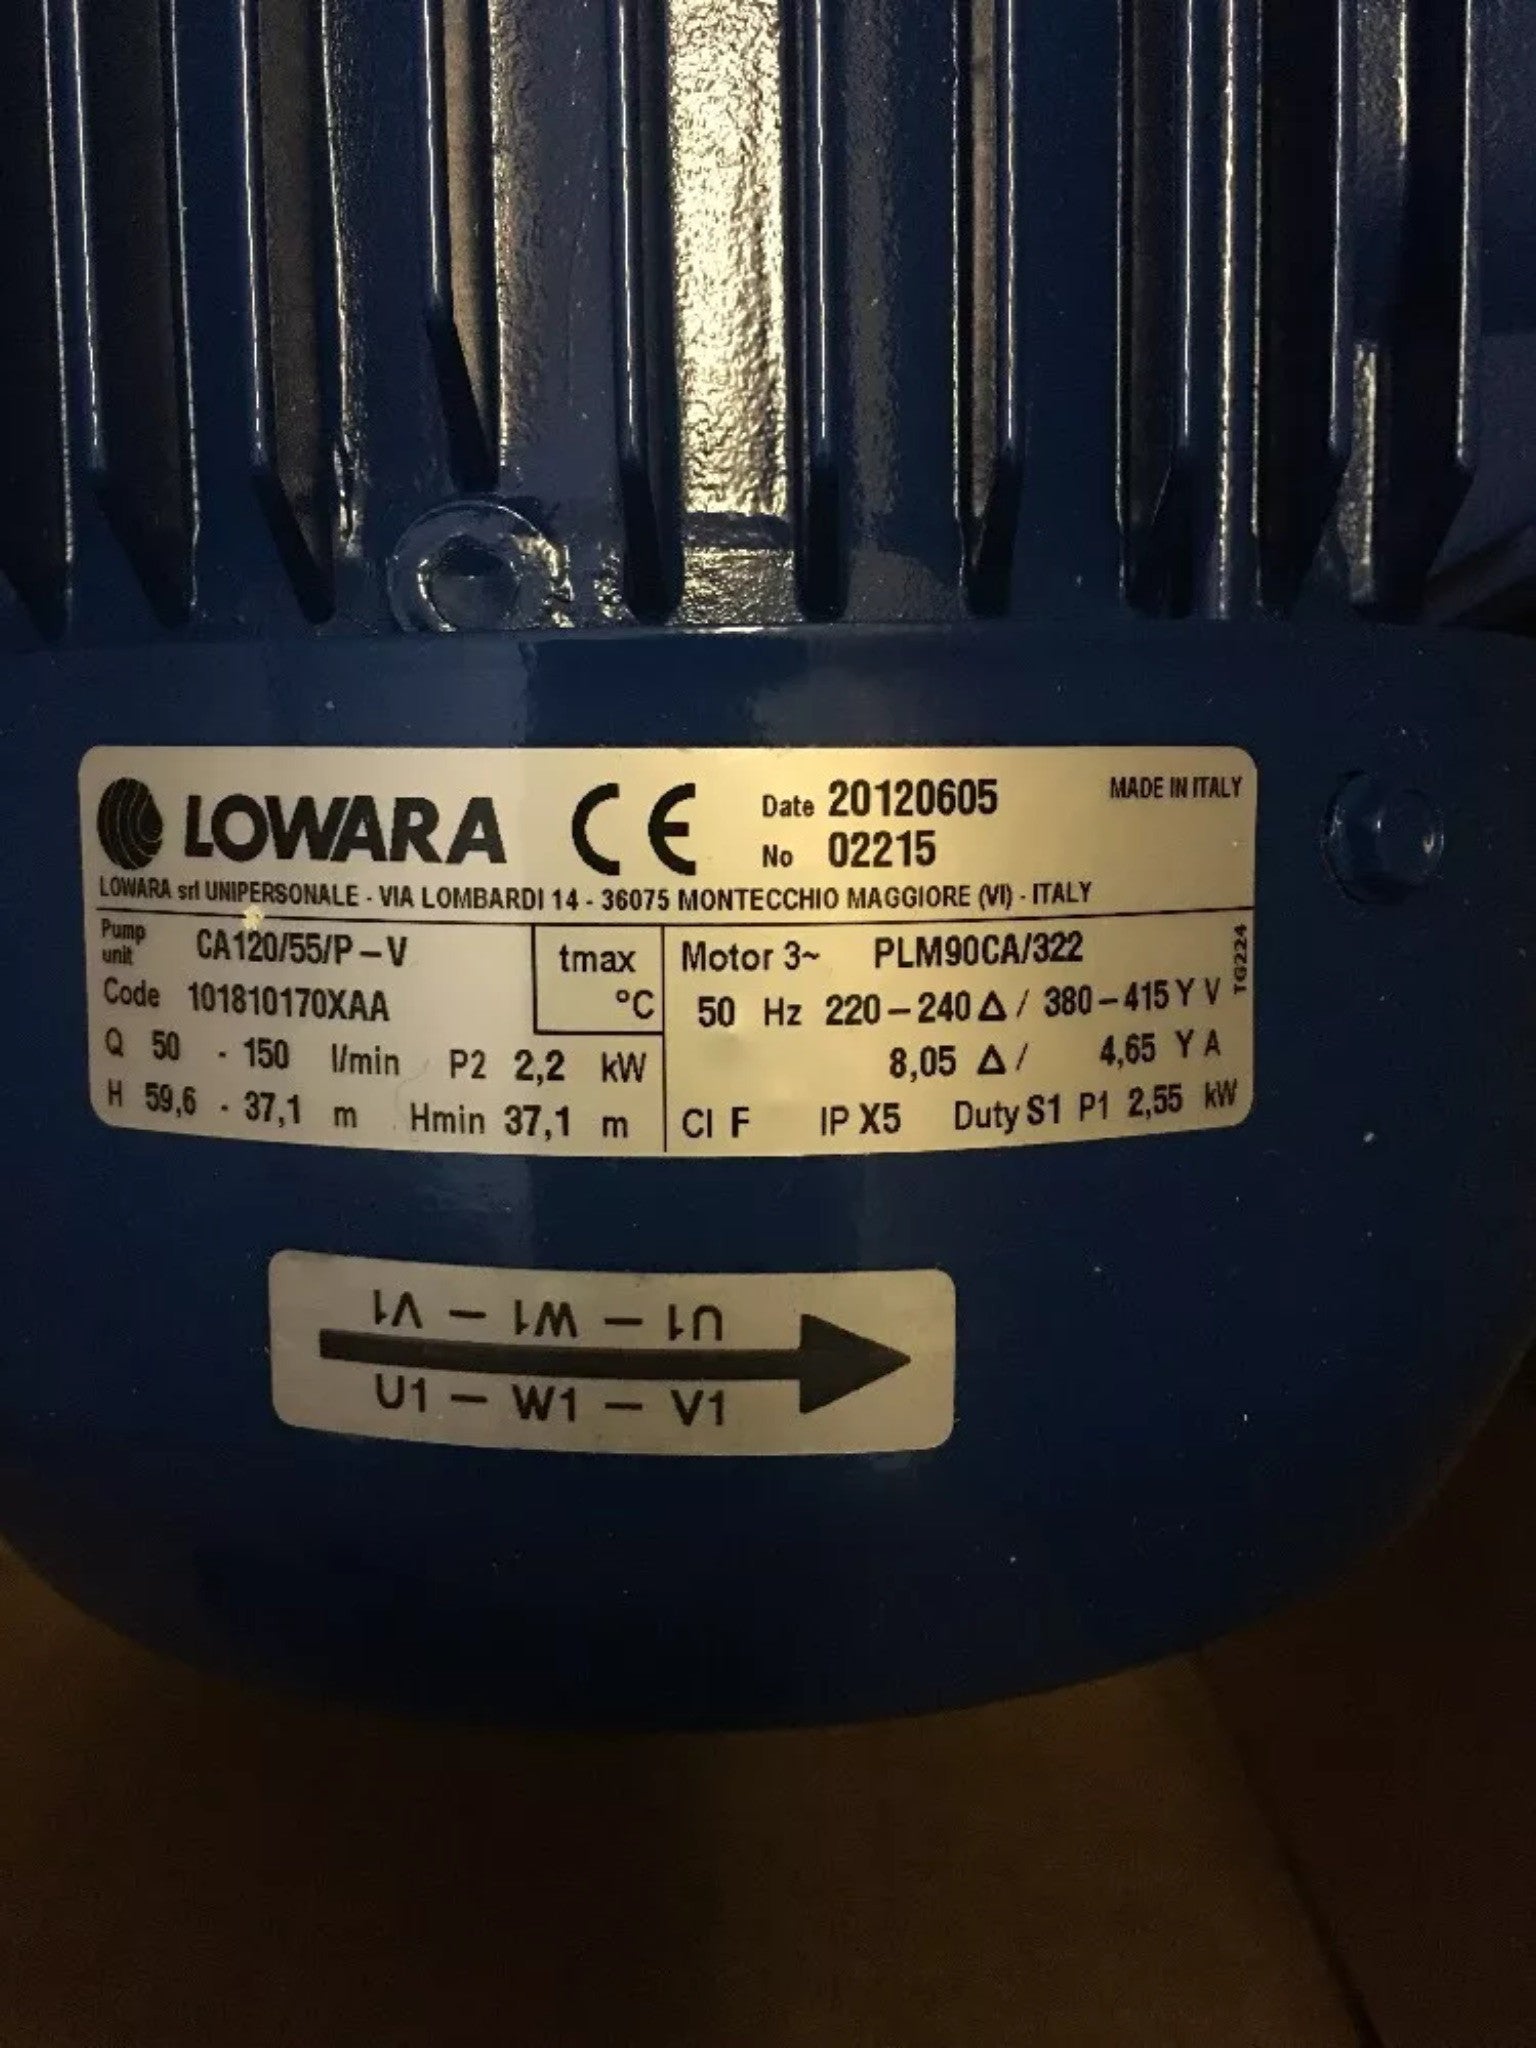 LOWARA CE Date 20120605 MADE IN ITALY
No 02215
LOWARA srl UNIPERSONALE - VIA LOMBARDI 14 - 36075 MONTECCHIO MAGGIORE (VI) - ITALY
Pump unit CA120/55/P-V
Code 101810170XAA
tmax
°C
Q 50 - 150 l/min P2 2,2 kW
H 59,6 - 37,1 m Hmin 37,1 m
Motor 3~ PLM90CA/322
50 Hz 220-240 Δ / 380-415 Y V
8,05 Δ / 4,65 Y A
Cl F IP X5 Duty S1 P1 2,55 kW
TG224
U1 - W1 - V1
U1 - W1 - V1